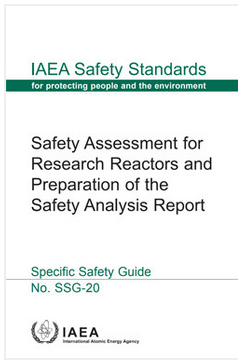 IAEA Safety Standards
for protecting people and the environment
Safety Assessment for
Research Reactors and
Preparation of the
Safety Analysis Report
Specific Safety Guide
No. SSG-20
IAEA
International Atomic Energy Agency